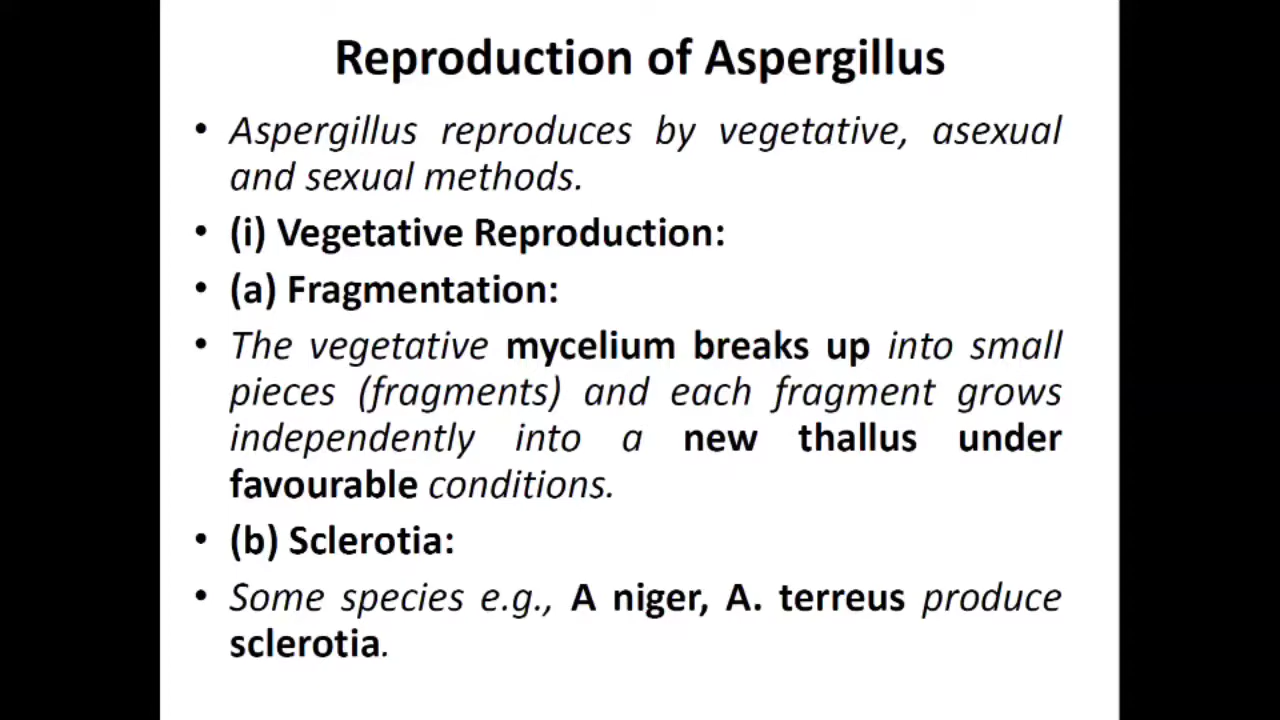 Reproduction of Aspergillus
• Aspergillus reproduces by vegetative, asexual
and sexual methods.
• (i) Vegetative Reproduction:
• (a) Fragmentation:
• The vegetative mycelium breaks up into small
pieces (fragments) and each fragment grows
independently into a new thallus under
favourable conditions.
• (b) Sclerotia:
• Some species e.g., A niger, A. terreus produce
sclerotia.